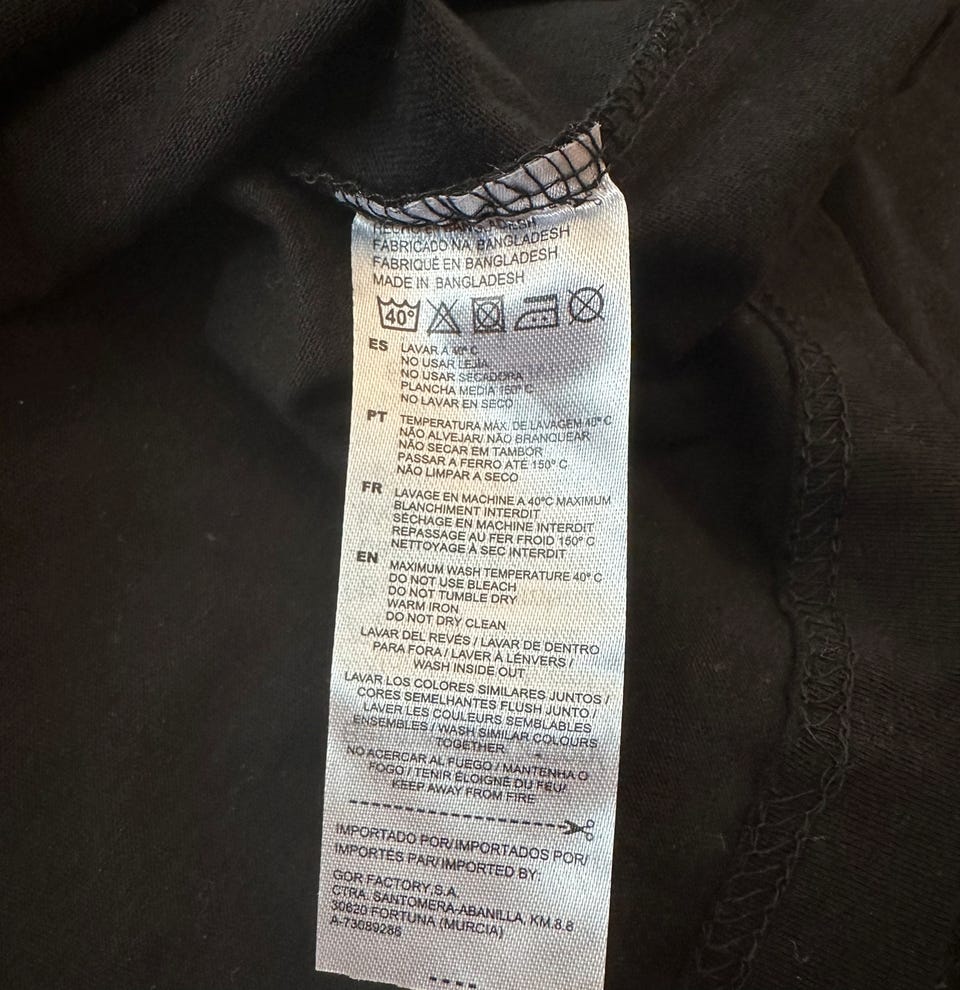 HECHO EN BANGLADESH
FABRICADO NA BANGLADESH
FABRIQUÉ EN BANGLADESH
MADE IN BANGLADESH
40°
ES LAVAR A 40° C
NO USAR LEJIA
NO USAR SECADORA
PLANCHA MEDIA 150° C
NO LAVAR EN SECO
PT TEMPERATURA MÁX. DE LAVAGEM 40° C
NÃO ALVEJAR/ NÃO BRANQUEAR
NÃO SECAR EM TAMBOR
PASSAR A FERRO ATÉ 150° C
NÃO LIMPAR A SECO
FR LAVAGE EN MACHINE A 40°C MAXIMUM
BLANCHIMENT INTERDIT
SÉCHAGE EN MACHINE INTERDIT
REPASSAGE AU FER FROID 150° C
NETTOYAGE À SEC INTERDIT
EN MAXIMUM WASH TEMPERATURE 40° C
DO NOT USE BLEACH
DO NOT TUMBLE DRY
WARM IRON
DO NOT DRY CLEAN
LAVAR DEL REVÉS / LAVAR DE DENTRO
PARA FORA / LAVER À LÉNVERS /
WASH INSIDE OUT
LAVAR LOS COLORES SIMILARES JUNTOS /
CORES SEMELHANTES FLUSH JUNTO /
LAVER LES COULEURS SEMBLABLES
ENSEMBLES / WASH SIMILAR COLOURS
TOGETHER
NO ACERCAR AL FUEGO / MANTENHA O
FOGO / TENIR ÉLOIGNÉ DU FEU/
KEEP AWAY FROM FIRE
IMPORTADO POR/IMPORTADOS POR/
IMPORTÉS PAR/IMPORTED BY
GOR FACTORY S.A.
CTRA. SANTOMERA-ABANILLA, KM.8.8
30620 FORTUNA (MURCIA)
A-73089286